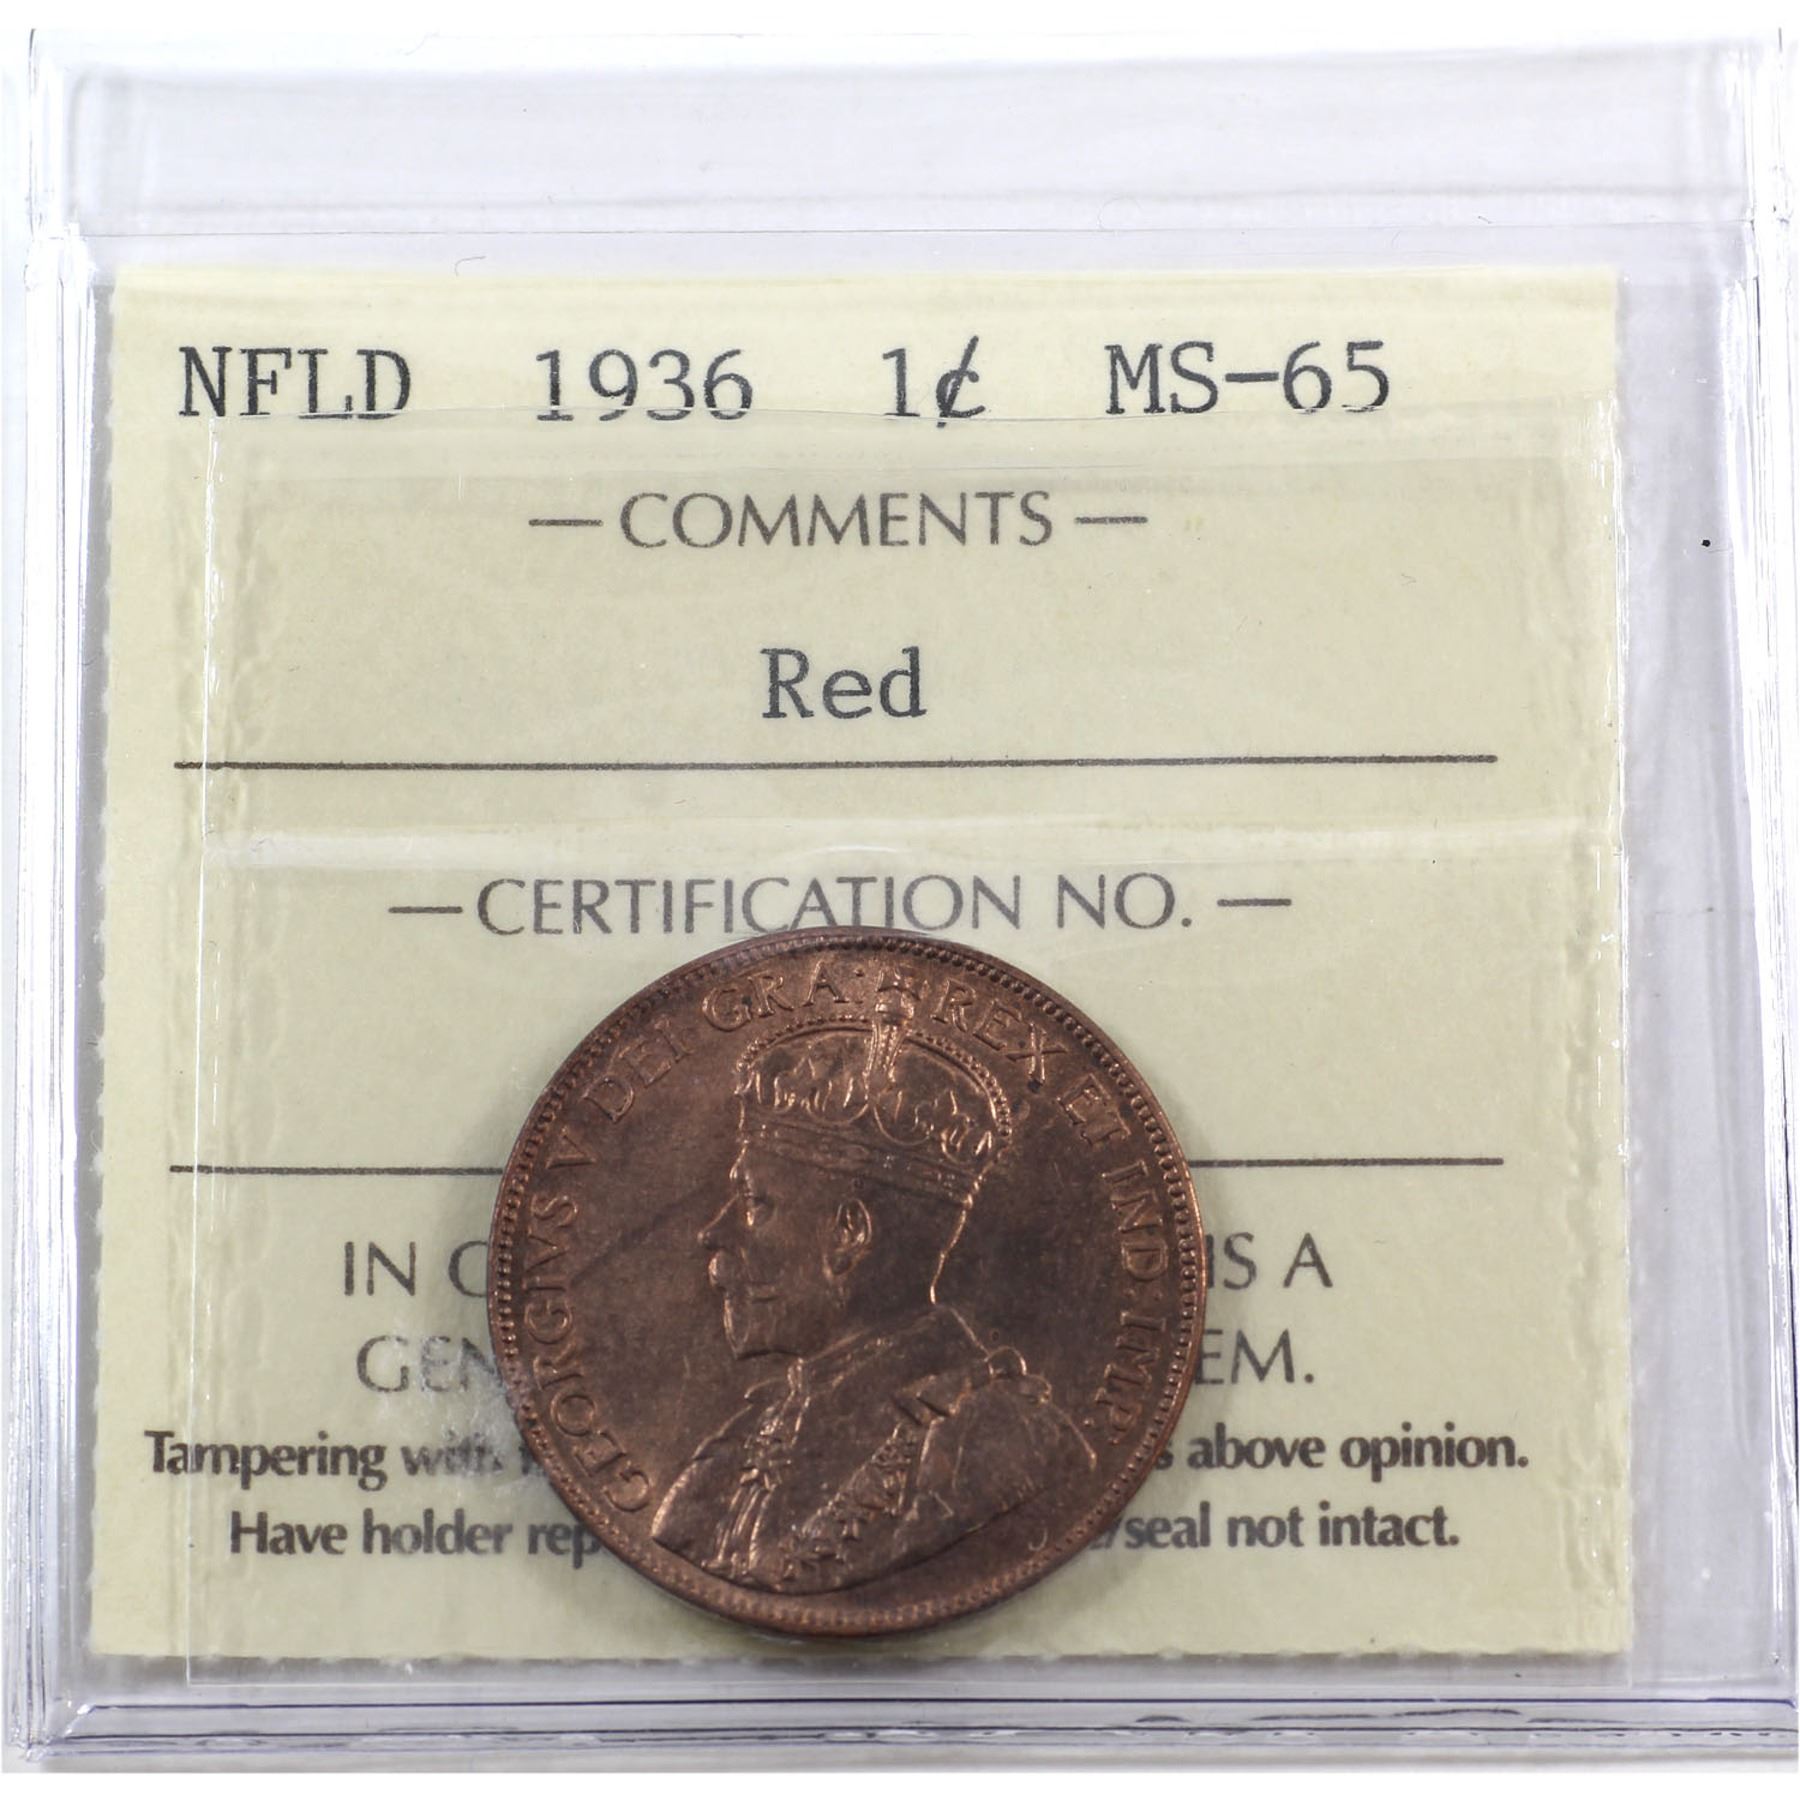 NFLD 1936 1¢ MS-65
— COMMENTS —
Red
— CERTIFICATION NO. —
IN IS A
EM.
Tampering with above opinion.
Have holder /seal not intact.
GEORGIVS V DEI GRA: REX ET IND: IMP: